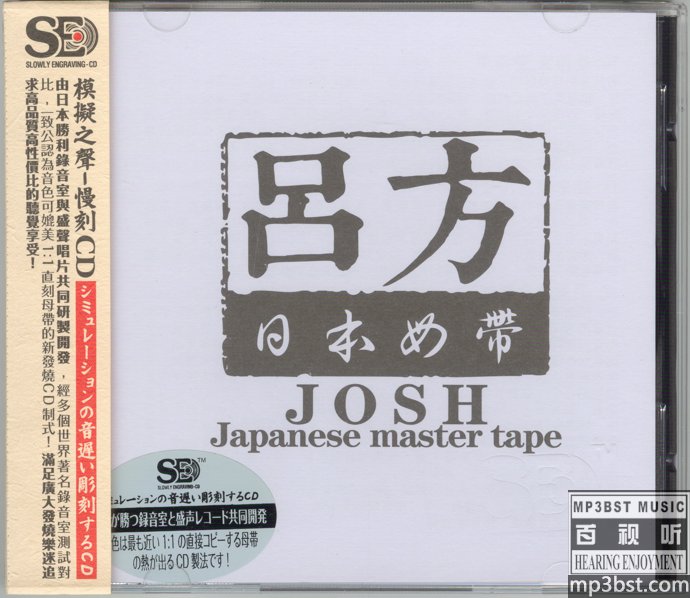 SE
SLOWLY ENGRAVING-CD
模擬之聲-慢刻CD
シミュレーションの音遅い彫刻するCD
由日本勝利錄音室與盛聲唱片共同研製開發，經多個世界著名錄音室測試對
比，一致公認為音色可媲美1:1直刻母帶的新發燒CD制式！滿足廣大發燒樂迷追
求高品質高性價比的聽覺享受！
呂方
日本母帶
JOSH
Japanese master tape
SE™
SLOWLY ENGRAVING-CD
ミュレーションの音遅い彫刻するCD
が勝つ録音室と盛声レコード共同開発
色は最も近い1:1の直接コピーする母帯
の熱が出るCD製法です！
MP3BST MUSIC
百视听
HEARING ENJOYMENT
mp3bst.com